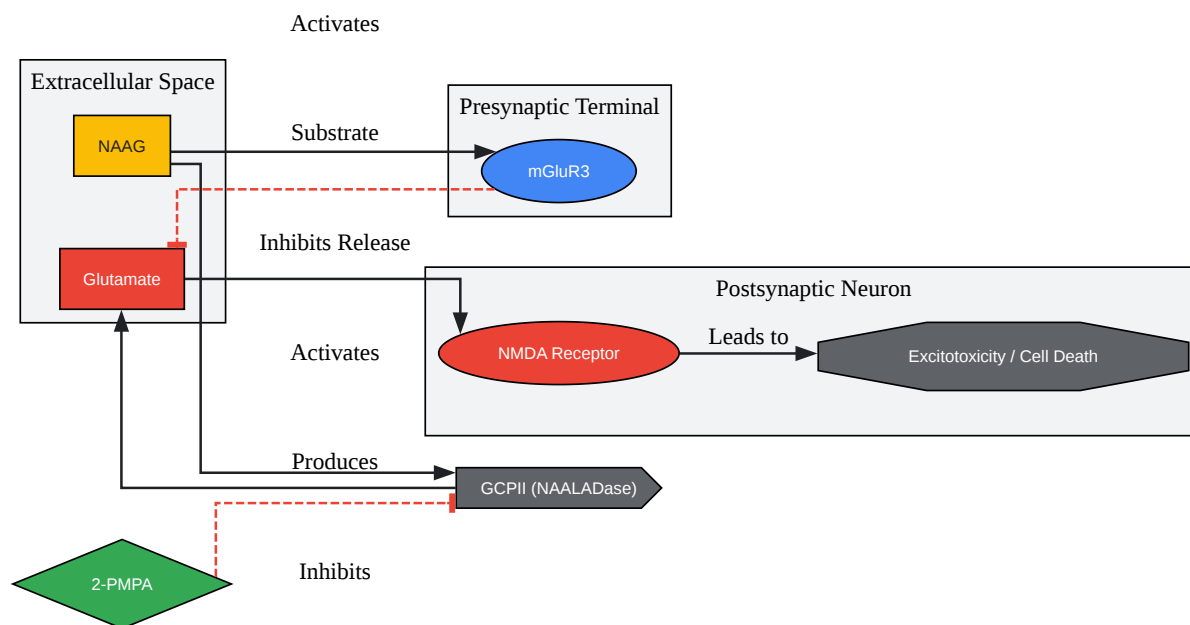 Activates
Extracellular Space
Presynaptic Terminal
NAAG
Substrate
mGluR3
Inhibits Release
Glutamate
Postsynaptic Neuron
Leads to
Activates
NMDA Receptor
Excitotoxicity / Cell Death
Produces
GCPII (NAALADase)
2-PMPA
Inhibits